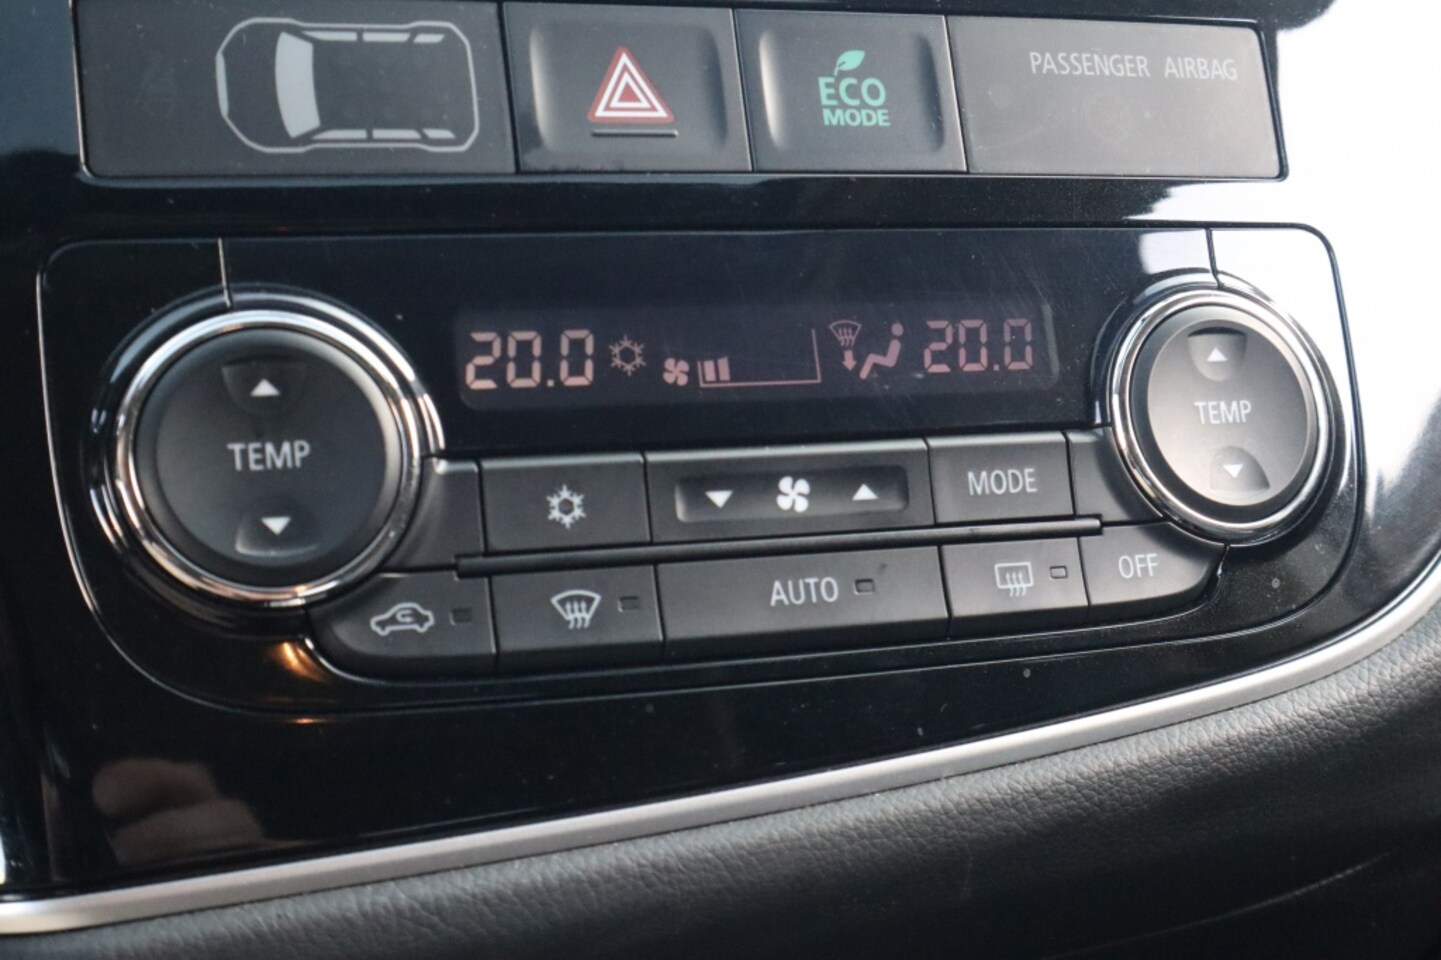 ECO
MODE
PASSENGER AIRBAG
20.0 20.0
TEMP
TEMP
MODE
AUTO
OFF